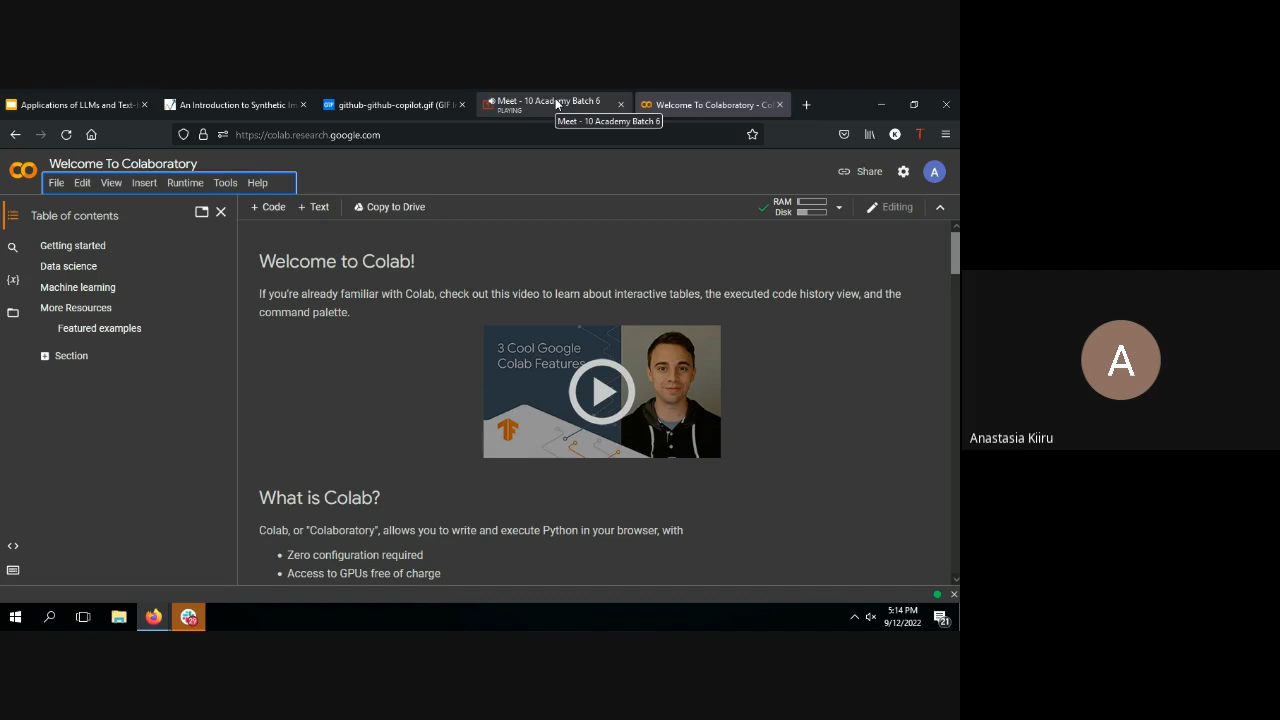 Applications of LLMs and Text-
An Introduction to Synthetic Im
GIF
github-github-copilot.gif (GIF I
Meet - 10 Academy Batch 6
PLAYING
Welcome To Colaboratory - Co
Meet - 10 Academy Batch 6
https://colab.research.google.com
Welcome To Colaboratory
File Edit View Insert Runtime Tools Help
Share
A
Table of contents
+ Code + Text Copy to Drive
RAM
Disk
Editing
Getting started
Data science
Machine learning
More Resources
Featured examples
Section
Welcome to Colab!
If you're already familiar with Colab, check out this video to learn about interactive tables, the executed code history view, and the
command palette.
3 Cool Google
Colab Features
What is Colab?
Colab, or "Colaboratory", allows you to write and execute Python in your browser, with
• Zero configuration required
• Access to GPUs free of charge
29
5:14 PM
9/12/2022
21
A
Anastasia Kiiru